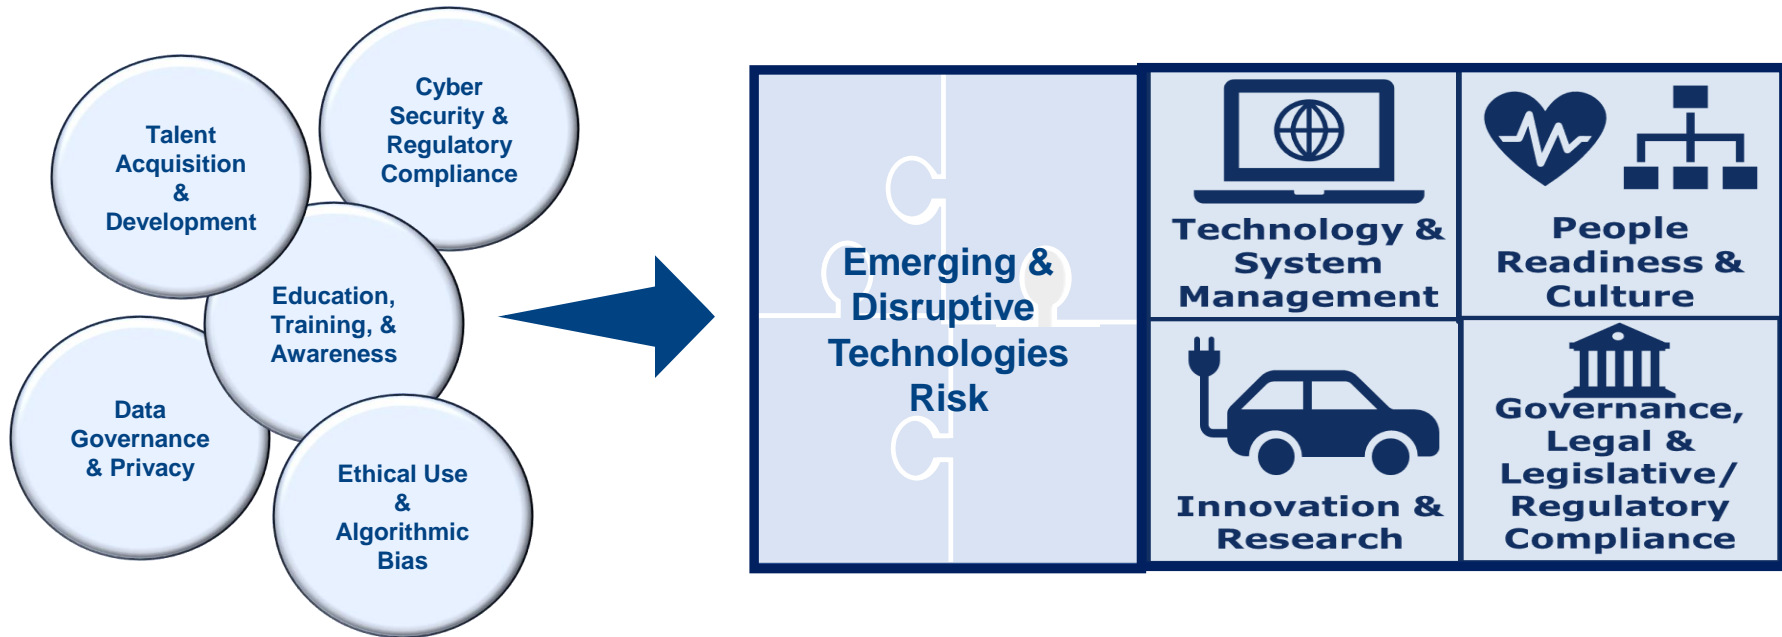 Talent
Acquisition
&
Development
Cyber
Security &
Regulatory
Compliance
Education,
Training, &
Awareness
Data
Governance
& Privacy
Ethical Use
&
Algorithmic
Bias
Emerging &
Disruptive
Technologies
Risk
Technology &
System
Management
People
Readiness &
Culture
Innovation &
Research
Governance,
Legal &
Legislative/
Regulatory
Compliance